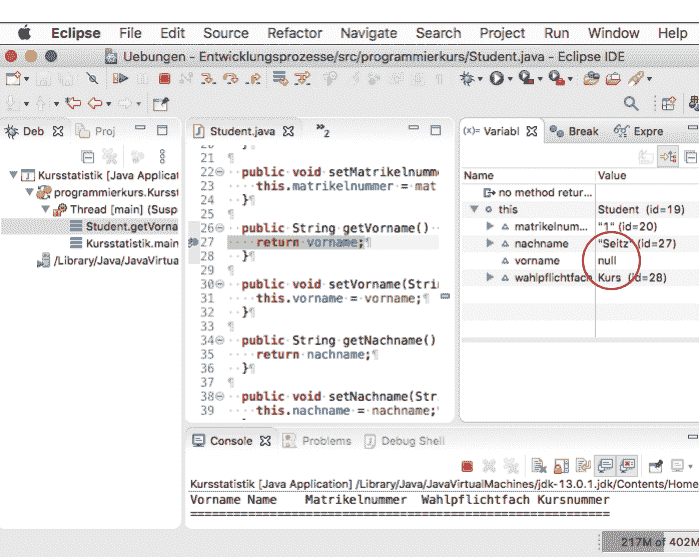 Eclipse File Edit Source Refactor Navigate Search Project Run Window Help
Uebungen - Entwicklungsprozesse/src/programmierkurs/Student.java - Eclipse IDE
Deb Proj
Kursstatistik [Java Applicat
programmierkurs.Kursst
Thread [main] (Susp
Student.getVorna
Kursstatistik.main
/Library/Java/JavaVirtua
Student.java 2
21 ¶
22 public void setMatrikelnumm
23 this.matrikelnummer = mat
24 }¶
25 ¶
26 public String getVorname()
27 return vorname;¶
28 }¶
29 ¶
30 public void setVorname(Strin
31 this.vorname = vorname;¶
32 }¶
33 ¶
34 public String getNachname()
35 return nachname;¶
36 }¶
37 ¶
38 public void setNachname(Str
39 this.nachname = nachname;
(x)= Variabl Break Expre
Name Value
no method retur...
this Student (id=19)
matrikelnum... "1" (id=20)
nachname "Seitz" (id=27)
vorname null
wahlpflichtfach Kurs (id=28)
Console Problems Debug Shell
Kursstatistik [Java Application] /Library/Java/JavaVirtualMachines/jdk-13.0.1.jdk/Contents/Home
Vorname Name Matrikelnummer Wahlpflichtfach Kursnummer
========================================================
217M of 402M